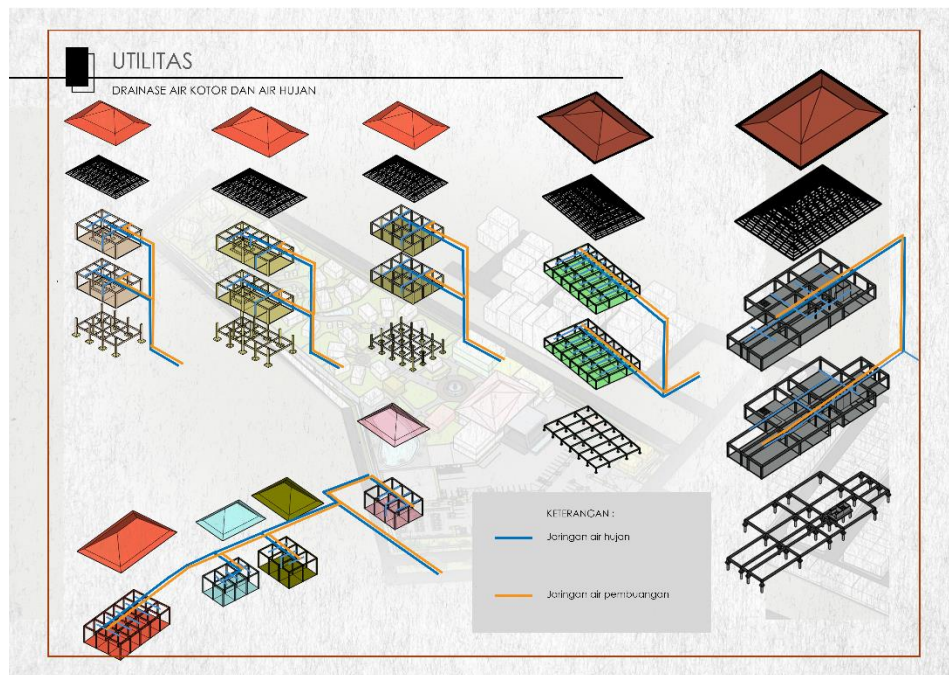 UTILITAS
DRAINASE AIR KOTOR DAN AIR HUJAN
KETERANGAN :
Jaringan air hujan
Jaringan air pembuangan